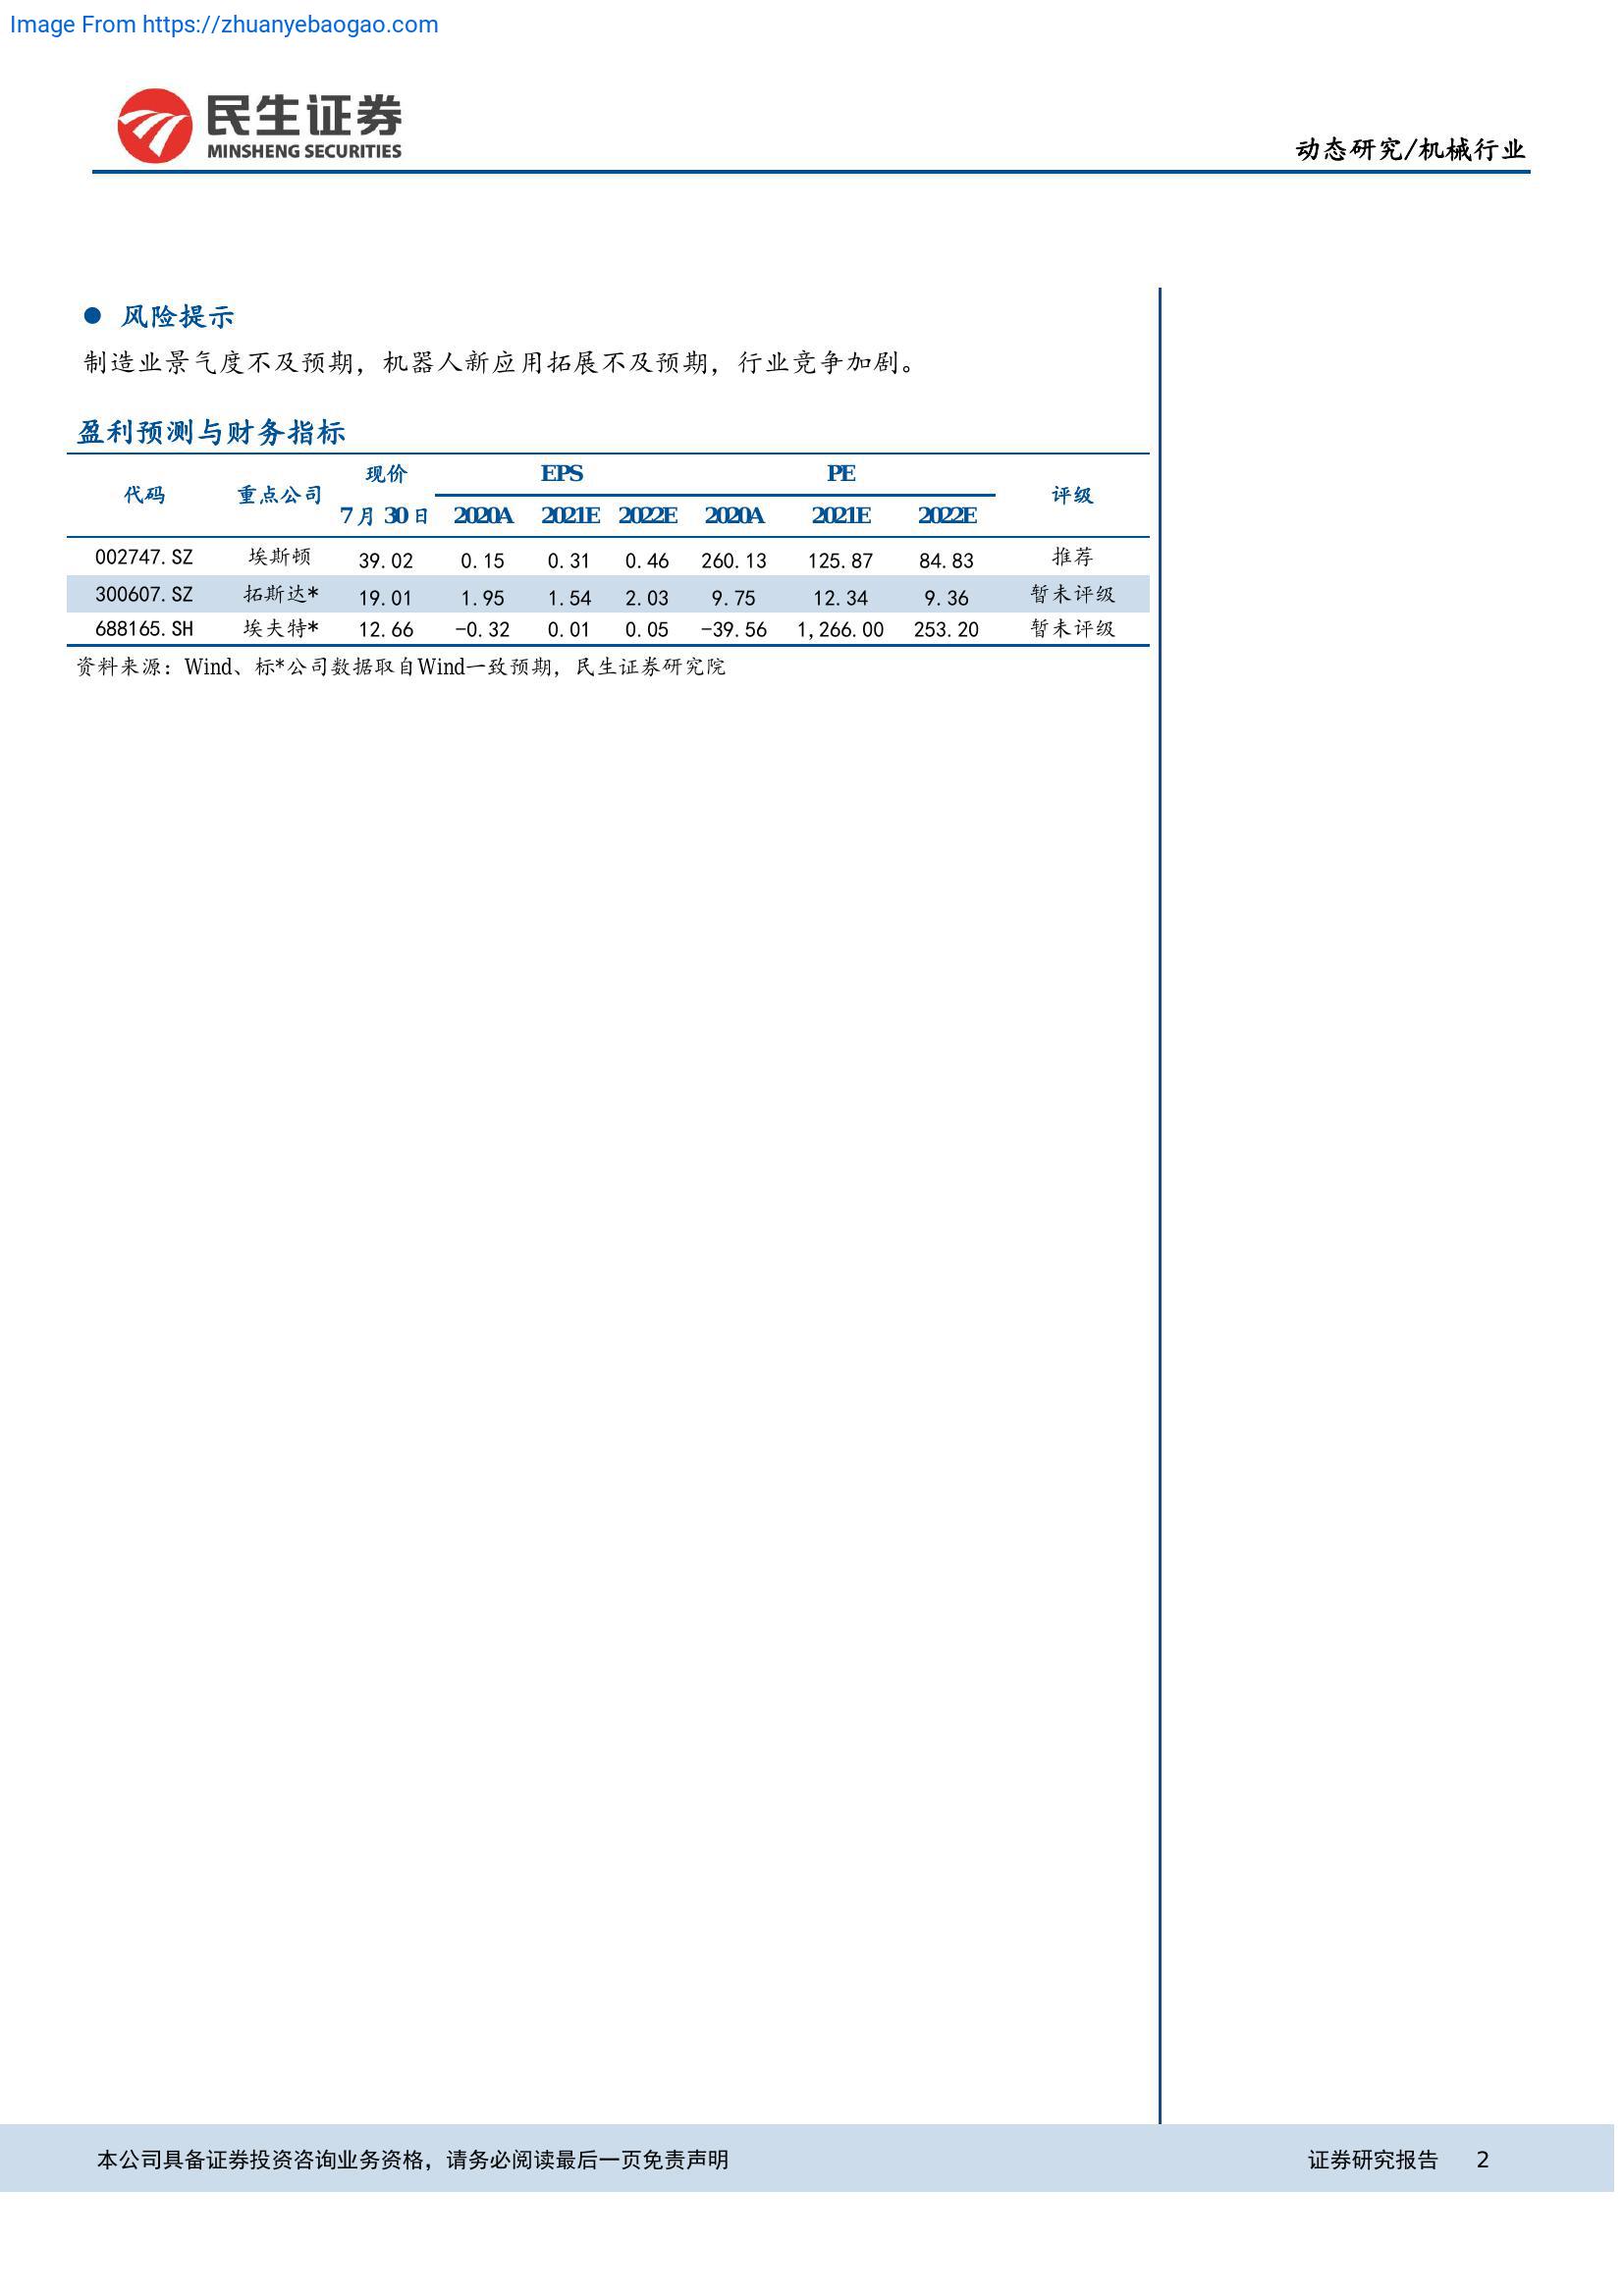 Image From https://zhuanyebaogao.com
民生证券
MINSHENG SECURITIES
动态研究/机械行业
● 风险提示
制造业景气度不及预期，机器人新应用拓展不及预期，行业竞争加剧。
盈利预测与财务指标
代码 重点公司 现价 EPS PE 评级
7 月 30 日 2020A 2021E 2022E 2020A 2021E 2022E
002747.SZ 埃斯顿 39.02 0.15 0.31 0.46 260.13 125.87 84.83 推荐
300607.SZ 拓斯达* 19.01 1.95 1.54 2.03 9.75 12.34 9.36 暂未评级
688165.SH 埃夫特* 12.66 -0.32 0.01 0.05 -39.56 1,266.00 253.20 暂未评级
资料来源：Wind、标*公司数据取自Wind一致预期，民生证券研究院
本公司具备证券投资咨询业务资格，请务必阅读最后一页免责声明 证券研究报告 2